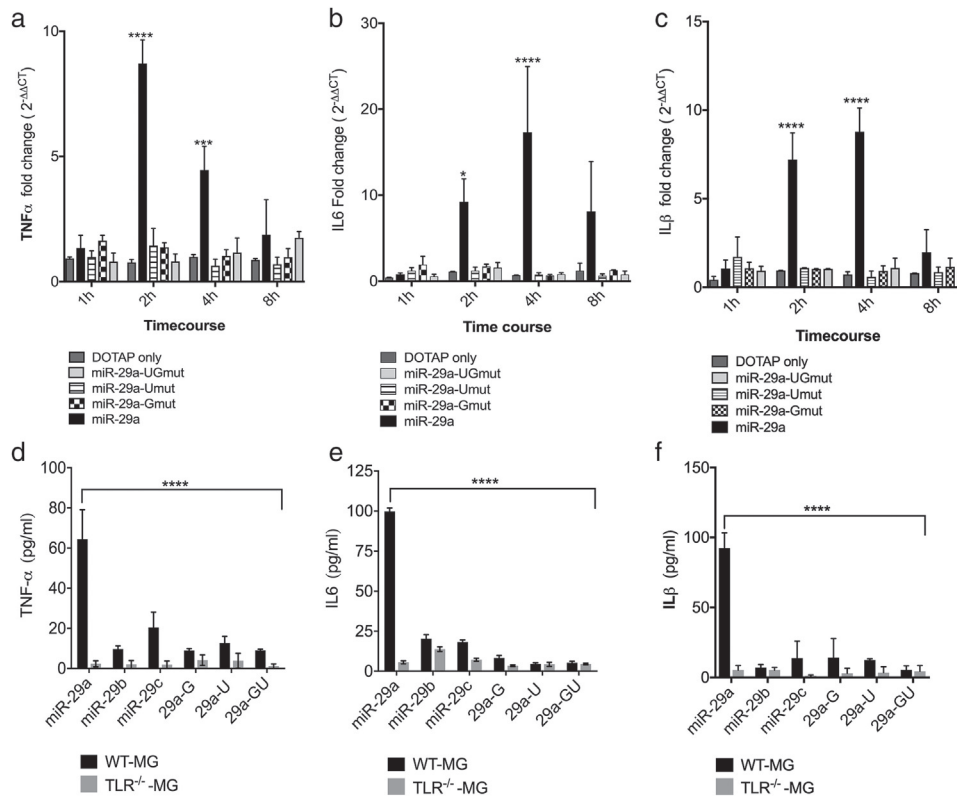 a
TNFα fold change ( 2-ΔΔCT)
10
5
0
****
***
1h 2h 4h 8h
Timecourse
DOTAP only
miR-29a-UGmut
miR-29a-Umut
miR-29a-Gmut
miR-29a
b
IL6 Fold change ( 2-ΔΔCT)
30
20
10
0
*
****
1h 2h 4h 8h
Time course
DOTAP only
miR-29a-UGmut
miR-29a-Umut
miR-29a-Gmut
miR-29a
c
ILβ fold change ( 2-ΔΔCT)
15
10
5
0
****
****
1h 2h 4h 8h
Timecourse
DOTAP only
miR-29a-UGmut
miR-29a-Umut
miR-29a-Gmut
miR-29a
d
TNF-α (pg/ml)
100
80
60
40
20
0
****
miR-29a miR-29b miR-29c 29a-G 29a-U 29a-GU
WT-MG
TLR-/- -MG
e
IL6 (pg/ml)
125
100
75
50
25
0
****
miR-29a miR-29b miR-29c 29a-G 29a-U 29a-GU
WT-MG
TLR-/- -MG
f
ILβ (pg/ml)
150
100
50
0
****
miR-29a miR-29b miR-29c 29a-G 29a-U 29a-GU
WT-MG
TLR-/- -MG